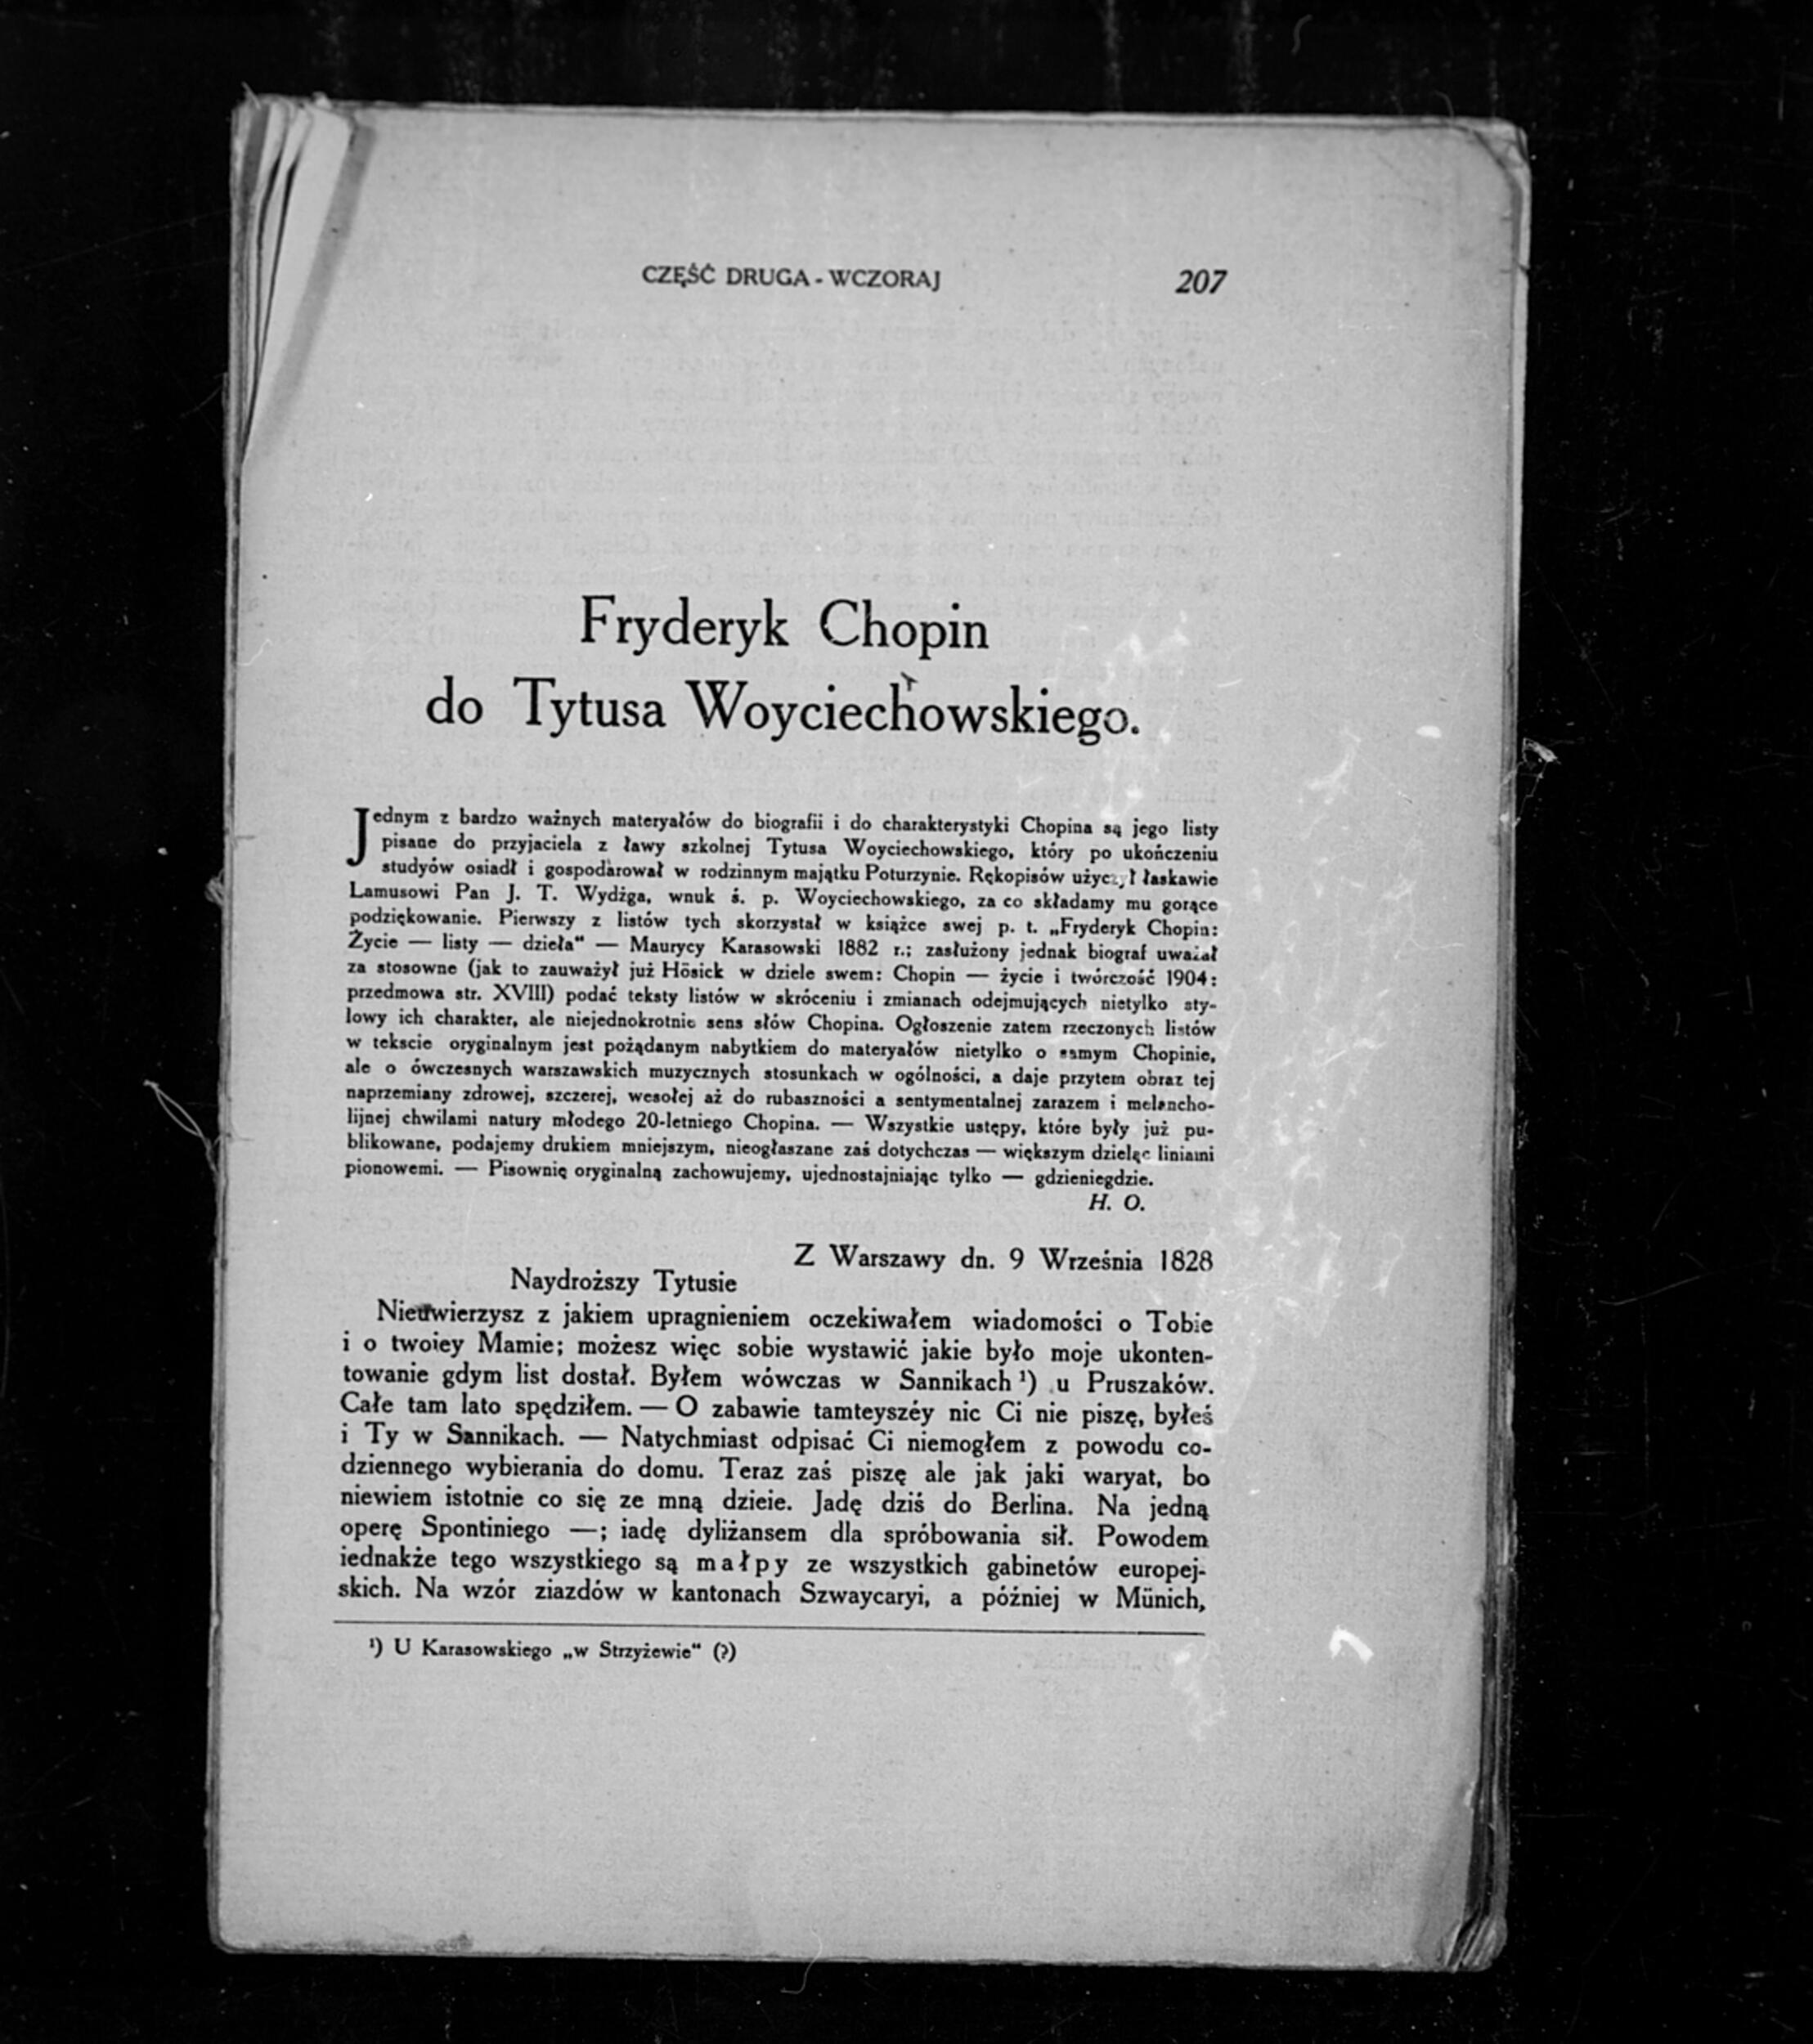 CZĘŚĆ DRUGA - WCZORAJ 207
Fryderyk Chopin
do Tytusa Woyciechowskiego.
Jednym z bardzo ważnych materyałów do biografii i do charakterystyki Chopina są jego listy
pisane do przyjaciela z ławy szkolnej Tytusa Woyciechowskiego, który po ukończeniu
studyów osiadł i gospodarował w rodzinnym majątku Poturzynie. Rękopisów użyczył łaskawie
Lamusowi Pan J. T. Wydżga, wnuk ś. p. Woyciechowskiego, za co składamy mu gorące
podziękowanie. Pierwszy z listów tych skorzystał w książce swej p. t. „Fryderyk Chopin:
Życie — listy — dzieła“ — Maurycy Karasowski 1882 r.; zasłużony jednak biograf uważał
za stosowne (jak to zauważył już Hösick w dziele swem: Chopin — życie i twórczość 1904:
przedmowa str. XVIII) podać teksty listów w skróceniu i zmianach odejmujących nietylko sty-
lowy ich charakter, ale niejednokrotnie sens słów Chopina. Ogłoszenie zatem rzeczonych listów
w tekscie oryginalnym jest pożądanym nabytkiem do materyałów nietylko o samym Chopinie,
ale o ówczesnych warszawskich muzycznych stosunkach w ogólności, a daje przytem obraz tej
naprzemiany zdrowej, szczerej, wesołej aż do rubaszności a sentymentalnej zarazem i melancho-
lijnej chwilami natury młodego 20-letniego Chopina. — Wszystkie ustępy, które były już pu-
blikowane, podajemy drukiem mniejszym, nieogłaszane zaś dotychczas — większym dzieląc liniami
pionowemi. — Pisownię oryginalną zachowujemy, ujednostajniając tylko — gdzieniegdzie.
H. O.
Z Warszawy dn. 9 Września 1828
Naydroższy Tytusie
Nieuwierzysz z jakiem upragnieniem oczekiwałem wiadomości o Tobie
i o twoiey Mamie; możesz więc sobie wystawić jakie było moje ukonten-
towanie gdym list dostał. Byłem wówczas w Sannikach ¹) u Pruszaków.
Całe tam lato spędziłem. — O zabawie tamteyszéy nic Ci nie piszę, byłeś
i Ty w Sannikach. — Natychmiast odpisać Ci niemogłem z powodu co-
dziennego wybierania do domu. Teraz zaś piszę ale jak jaki waryat, bo
niewiem istotnie co się ze mną dzieie. Jadę dziś do Berlina. Na jedną
operę Spontiniego —; iadę dyliżansem dla spróbowania sił. Powodem
iednakże tego wszystkiego są małpy ze wszystkich gabinetów europej-
skich. Na wzór ziazdów w kantonach Szwaycaryi, a później w Münich,
¹) U Karasowskiego „w Strzyżewie“ (?)